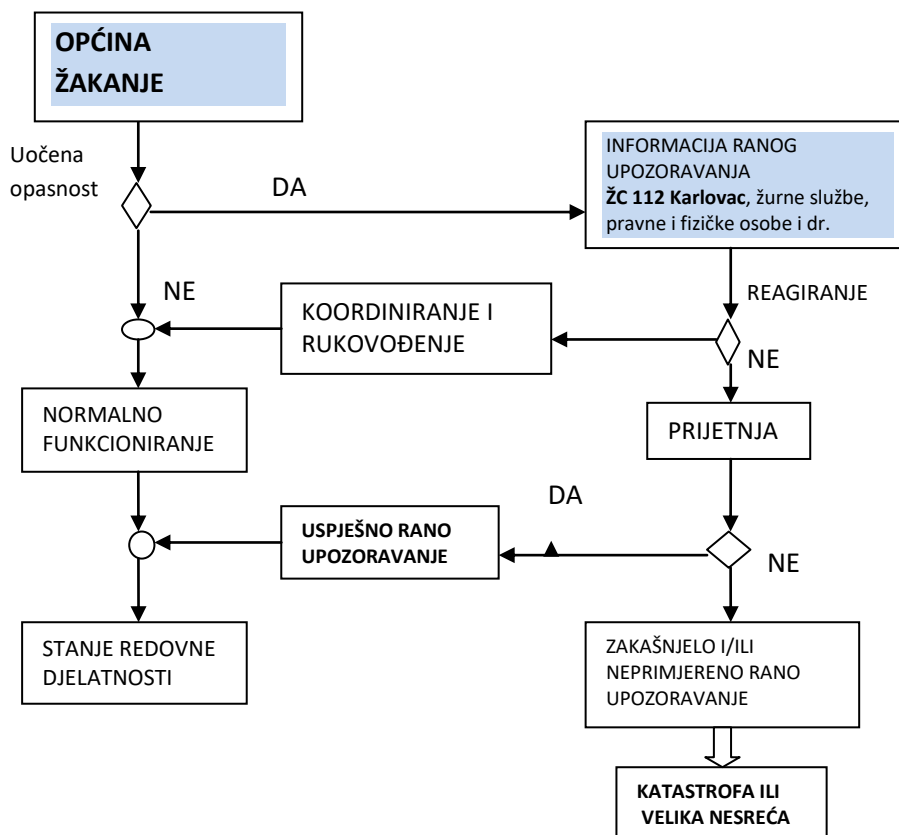 OPĆINA
ŽAKANJE
Uočena
opasnost
DA
INFORMACIJA RANOG
UPOZORAVANJA
ŽC 112 Karlovac, žurne službe,
pravne i fizičke osobe i dr.
NE
REAGIRANJE
KOORDINIRANJE I
RUKOVOĐENJE
NE
NORMALNO
FUNKCIONIRANJE
PRIJETNJA
DA
USPJEŠNO RANO
UPOZORAVANJE
NE
STANJE REDOVNE
DJELATNOSTI
ZAKAŠNJELO I/ILI
NEPRIMJERENO RANO
UPOZORAVANJE
KATASTROFA ILI
VELIKA NESREĆA